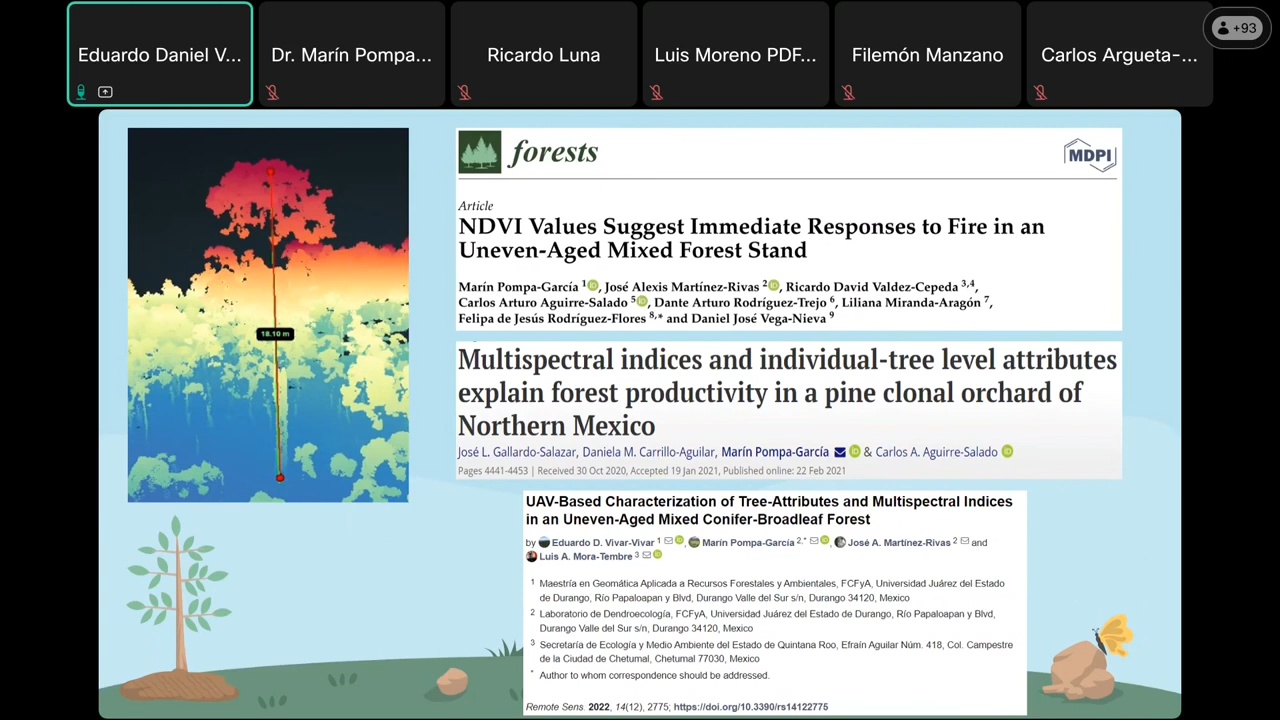 Eduardo Daniel V...
Dr. Marín Pompa...
Ricardo Luna
Luis Moreno PDF...
Filemón Manzano
Carlos Argueta-...
+93
18.10 m
forests
MDPI
Article
NDVI Values Suggest Immediate Responses to Fire in an
Uneven-Aged Mixed Forest Stand
Marín Pompa-García 1, José Alexis Martínez-Rivas 2, Ricardo David Valdez-Cepeda 3,4,
Carlos Arturo Aguirre-Salado 5, Dante Arturo Rodríguez-Trejo 6, Liliana Miranda-Aragón 7,
Felipa de Jesús Rodríguez-Flores 8,* and Daniel José Vega-Nieva 9
Multispectral indices and individual-tree level attributes
explain forest productivity in a pine clonal orchard of
Northern Mexico
José L. Gallardo-Salazar, Daniela M. Carrillo-Aguilar, Marín Pompa-García & Carlos A. Aguirre-Salado
Pages 4441-4453 | Received 30 Oct 2020, Accepted 19 Jan 2021, Published online: 22 Feb 2021
UAV-Based Characterization of Tree-Attributes and Multispectral Indices
in an Uneven-Aged Mixed Conifer-Broadleaf Forest
by Eduardo D. Vivar-Vivar 1, Marín Pompa-García 2,*, José A. Martínez-Rivas 2 and
Luis A. Mora-Tembre 3
1 Maestría en Geomática Aplicada a Recursos Forestales y Ambientales, FCFyA, Universidad Juárez del Estado
de Durango, Río Papaloapan y Blvd, Durango Valle del Sur s/n, Durango 34120, Mexico
2 Laboratorio de Dendroecología, FCFyA, Universidad Juárez del Estado de Durango, Río Papaloapan y Blvd,
Durango Valle del Sur s/n, Durango 34120, Mexico
3 Secretaría de Ecología y Medio Ambiente del Estado de Quintana Roo, Efraín Aguilar Núm. 418, Col. Campestre
de la Ciudad de Chetumal, Chetumal 77030, Mexico
* Author to whom correspondence should be addressed.
Remote Sens. 2022, 14(12), 2775; https://doi.org/10.3390/rs14122775